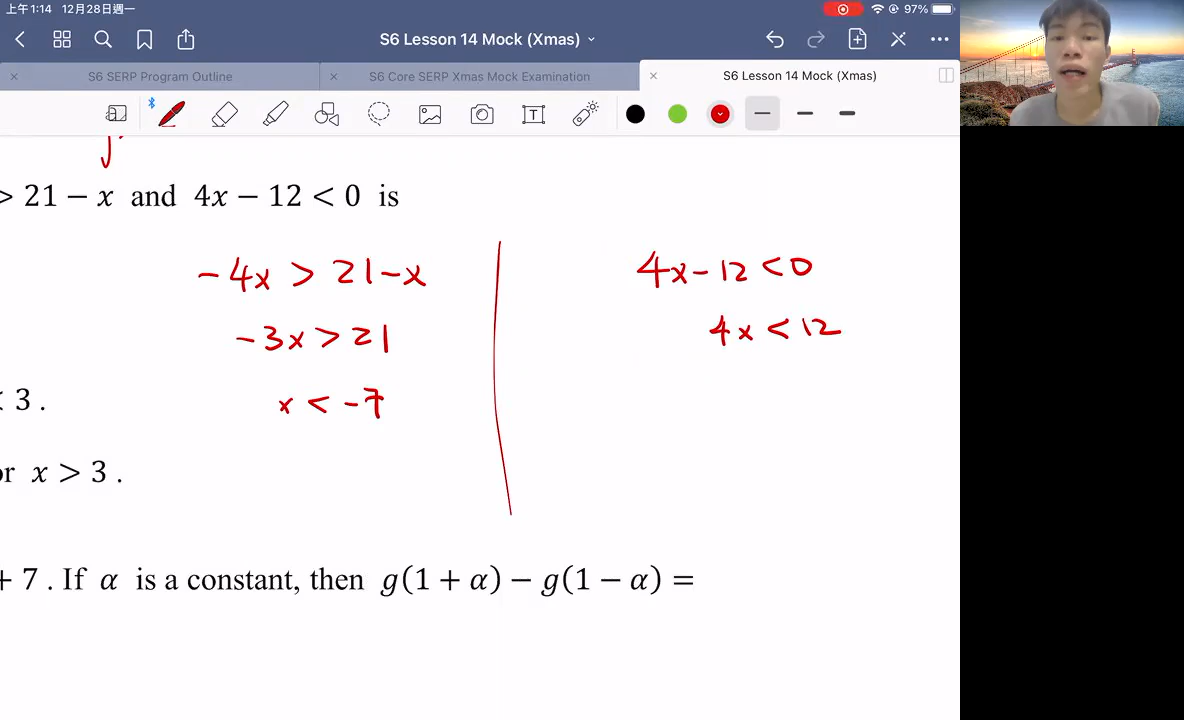 上午1:14 12月28日週一
97%
S6 Lesson 14 Mock (Xmas)
S6 SERP Program Outline
S6 Core SERP Xmas Mock Examination
S6 Lesson 14 Mock (Xmas)
> 21 − x and 4x − 12 < 0 is
-4x > 21-x
4x-12 <0
-3x > 21
4x < 12
x < -7
< 3 .
or x > 3 .
+ 7 . If α is a constant, then g(1 + α) − g(1 − α) =